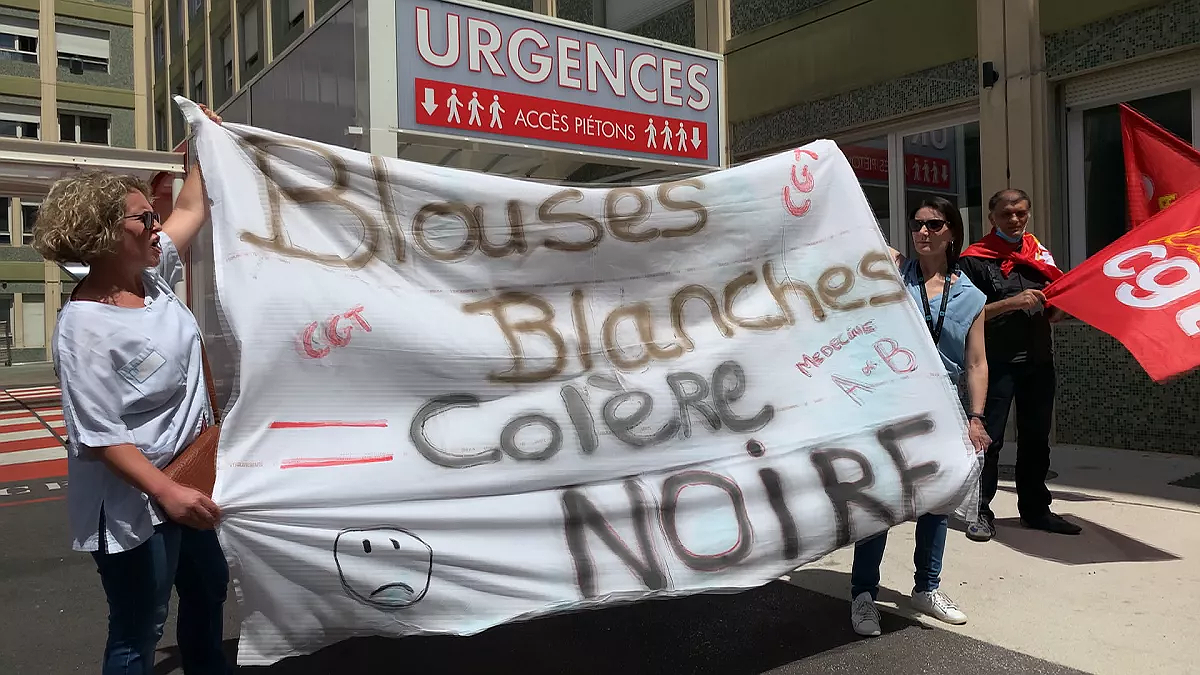 URGENCES
ACCÈS PIÉTONS
Blouses
CGT
Blanches
CGT
MEDECINE
A et B
=
Colère
NOIRE
cgt